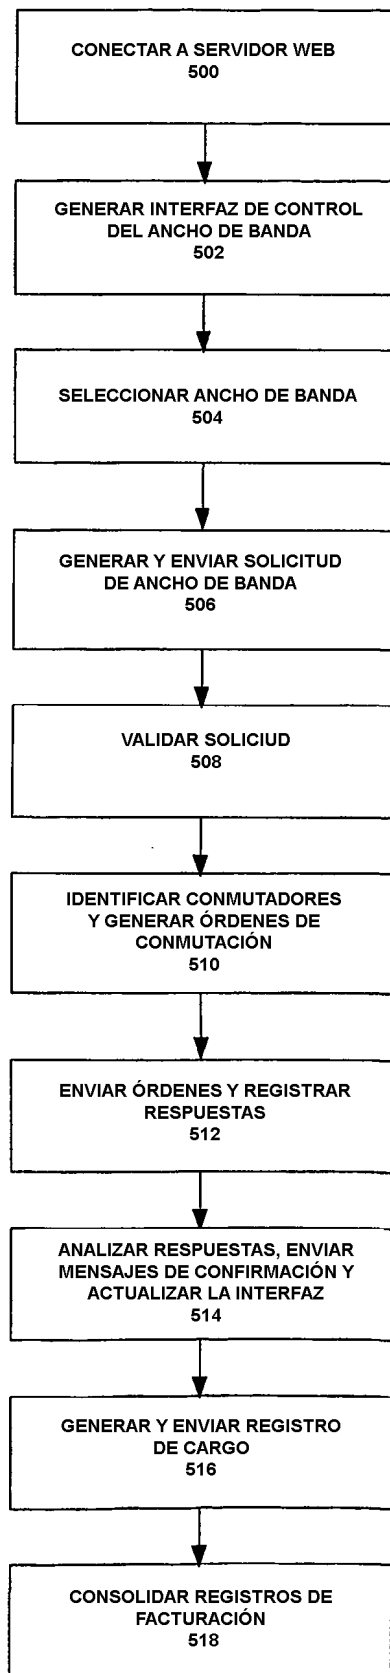 CONECTAR A SERVIDOR WEB
500
GENERAR INTERFAZ DE CONTROL
DEL ANCHO DE BANDA
502
SELECCIONAR ANCHO DE BANDA
504
GENERAR Y ENVIAR SOLICITUD
DE ANCHO DE BANDA
506
VALIDAR SOLICIUD
508
IDENTIFICAR CONMUTADORES
Y GENERAR ÓRDENES DE
CONMUTACIÓN
510
ENVIAR ÓRDENES Y REGISTRAR
RESPUESTAS
512
ANALIZAR RESPUESTAS, ENVIAR
MENSAJES DE CONFIRMACIÓN Y
ACTUALIZAR LA INTERFAZ
514
GENERAR Y ENVIAR REGISTRO
DE CARGO
516
CONSOLIDAR REGISTROS DE
FACTURACIÓN
518